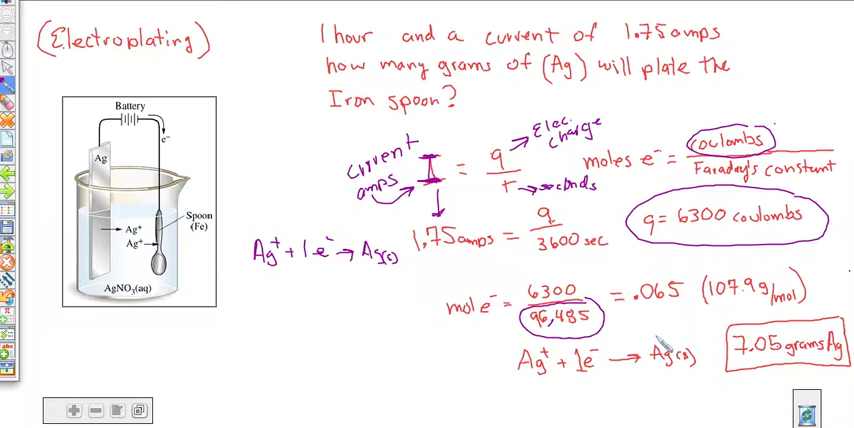 (Electroplating)
1 hour and a current of 1.75 amps
how many grams of (Ag) will plate the
Iron spoon?
Battery
e⁻
Ag
Ag⁺
Ag⁺
Spoon
(Fe)
AgNO₃(aq)
current
amps
I = q / t
Elec.
charge
seconds
moles e⁻ = coulombs / Faraday's constant
1.75 amps = q / 3600 sec
q = 6300 coulombs
Ag⁺ + 1e⁻ → Ag(s)
mol e⁻ = 6300 / 96,485 = .065 (107.9 g/mol)
Ag⁺ + 1e⁻ → Ag(s)
7.05 grams Ag